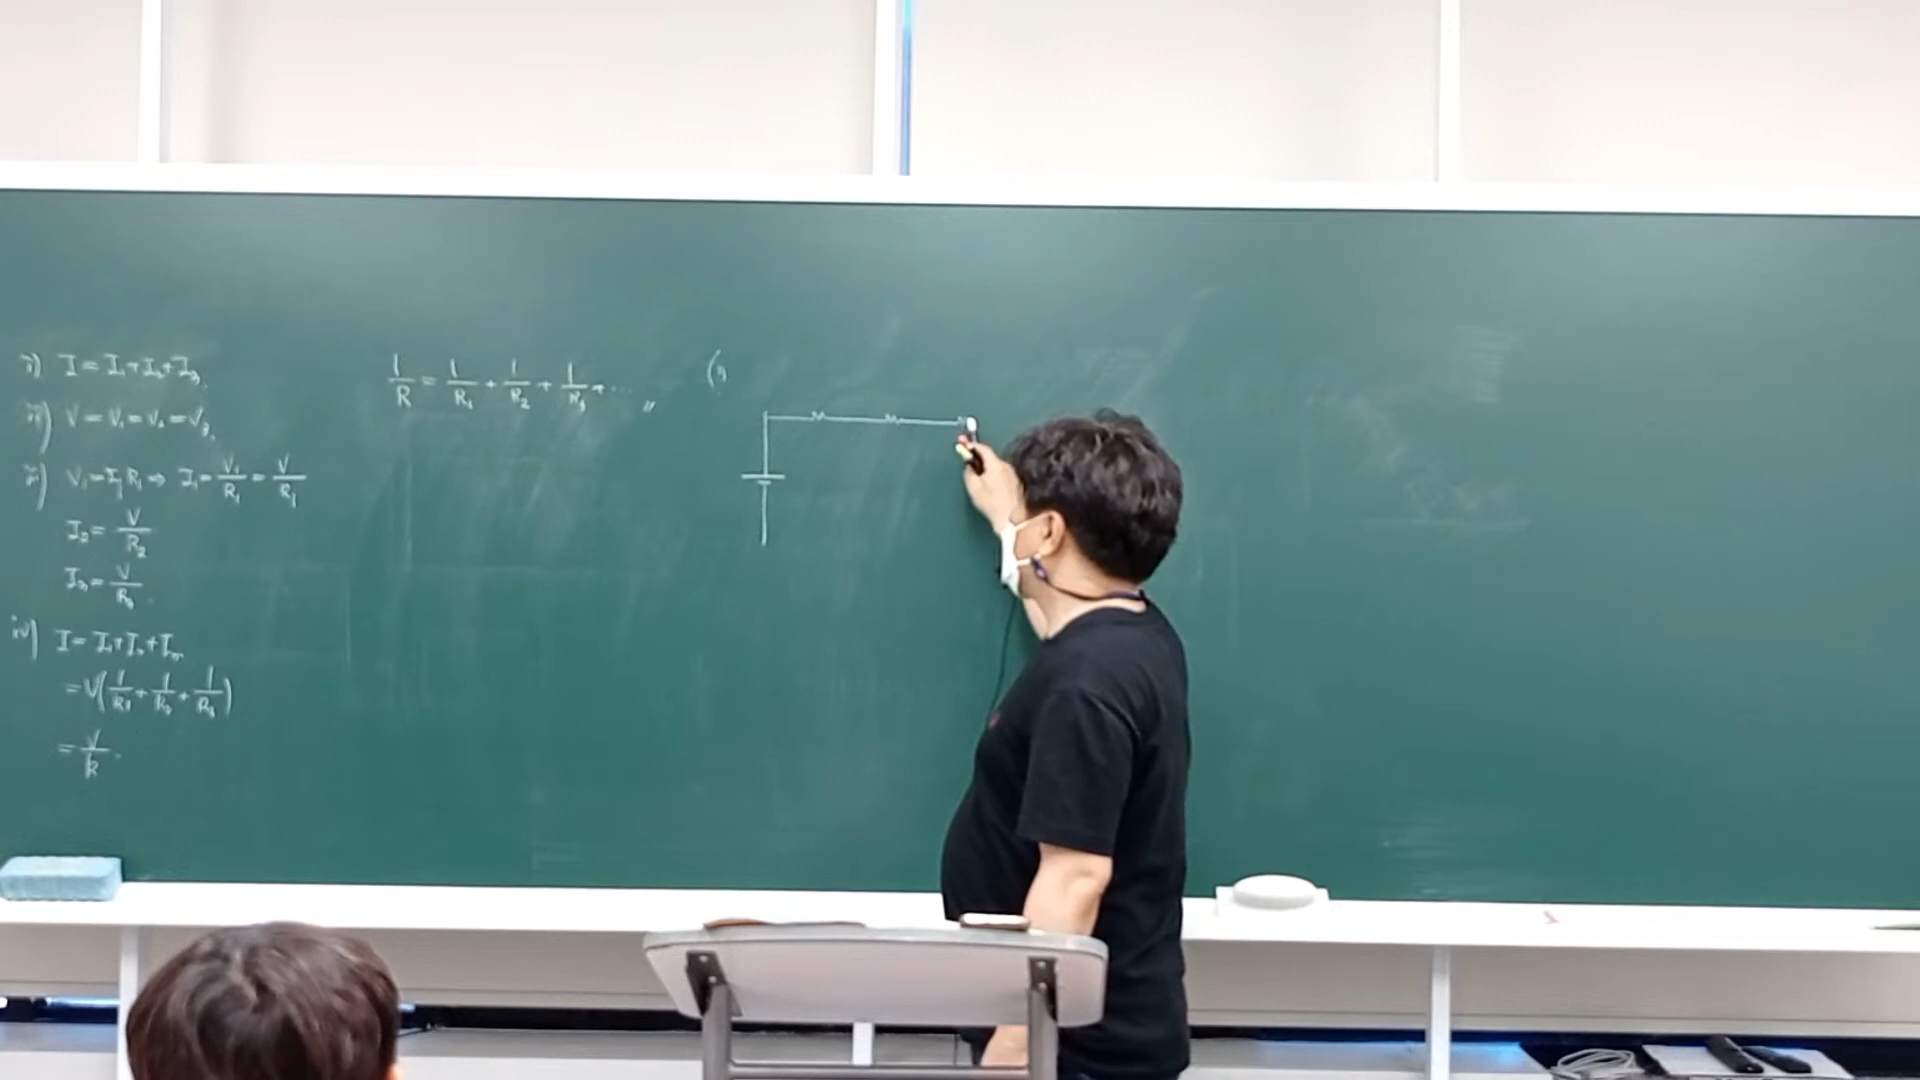 ii) I = I₁+I₂+I₃.
iii) V = V₁ = V₂ = V₃.
V₁ = I₁R₁ ⇒ I₁ = V₁/R₁ = V/R₁
I₂ = V/R₂
I₃ = V/R₃.
iv) I = I₁+I₂+I₃
= V(1/R₁ + 1/R₂ + 1/R₃)
= V/R.
1/R = 1/R₁ + 1/R₂ + 1/R₃ + ... 〃